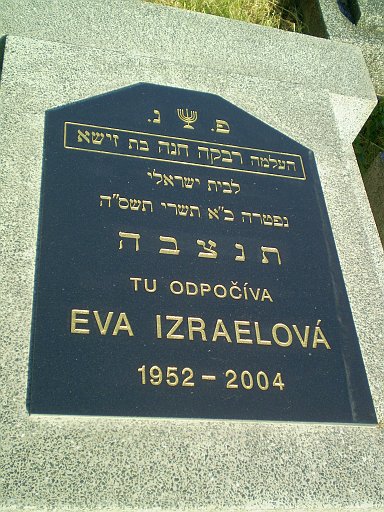 פ. נ.
העלמה רבקה חנה בת זישא
לבית ישראלי
נפטרה כ"א תשרי תשס"ה
ת נ צ ב ה
TU ODPOČÍVA
EVA IZRAELOVÁ
1952 – 2004